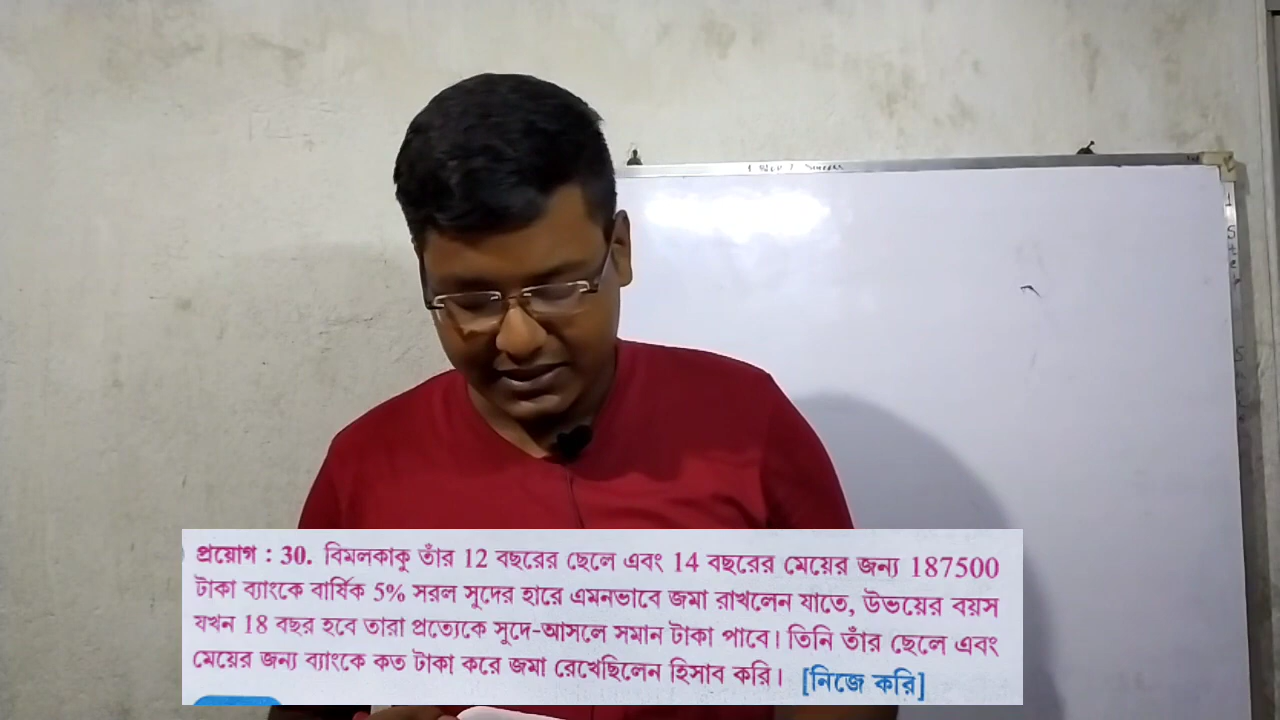 প্রয়োগ : 30. বিমলকাকু তাঁর 12 বছরের ছেলে এবং 14 বছরের মেয়ের জন্য 187500
টাকা ব্যাংকে বার্ষিক 5% সরল সুদের হারে এমনভাবে জমা রাখলেন যাতে, উভয়ের বয়স
যখন 18 বছর হবে তারা প্রত্যেকে সুদে-আসলে সমান টাকা পাবে। তিনি তাঁর ছেলে এবং
মেয়ের জন্য ব্যাংকে কত টাকা করে জমা রেখেছিলেন হিসাব করি। [নিজে করি]